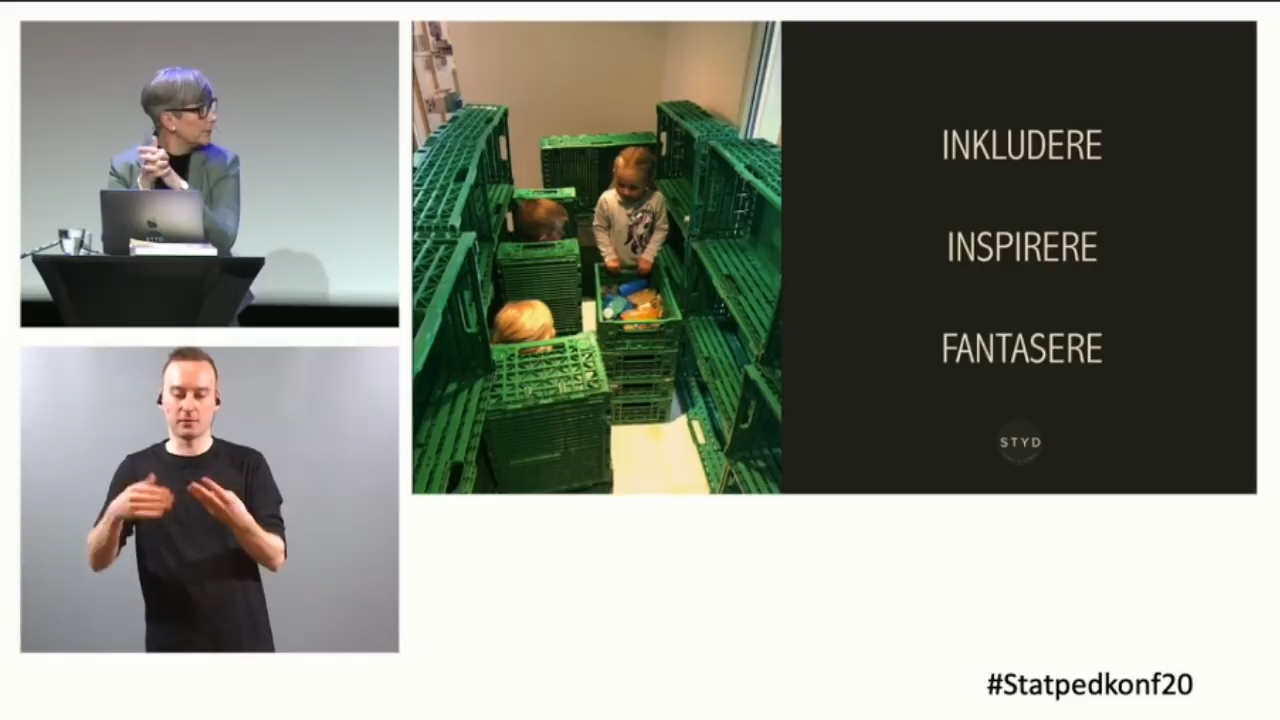 INKLUDERE
INSPIRERE
FANTASERE
STYD
#Statpedkonf20